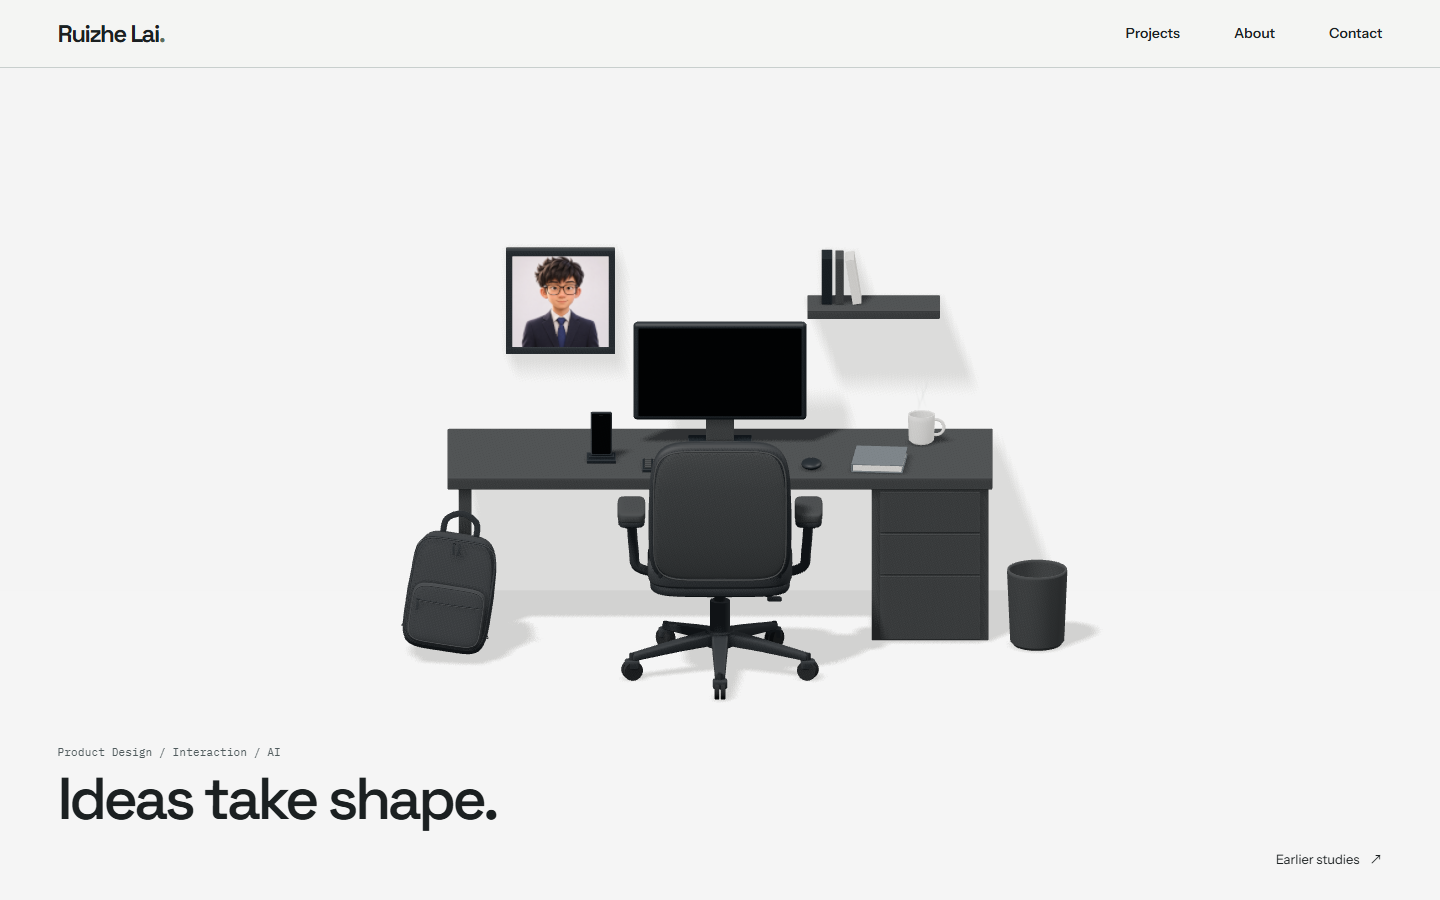 Ruizhe Lai.
Projects
About
Contact
Product Design / Interaction / AI
Ideas take shape.
Earlier studies ↗